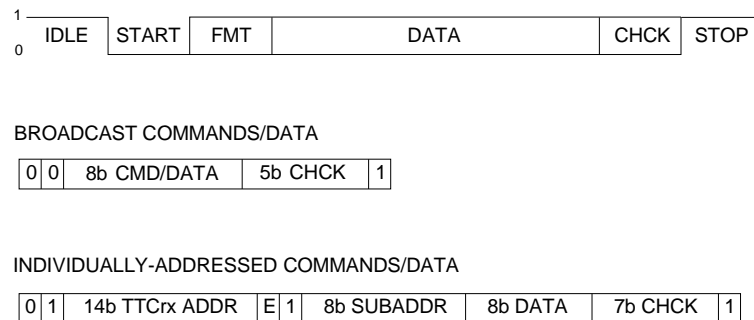 1
0
IDLE START FMT DATA CHCK STOP
BROADCAST COMMANDS/DATA
0 0 8b CMD/DATA 5b CHCK 1
INDIVIDUALLY-ADDRESSED COMMANDS/DATA
0 1 14b TTCrx ADDR E 1 8b SUBADDR 8b DATA 7b CHCK 1